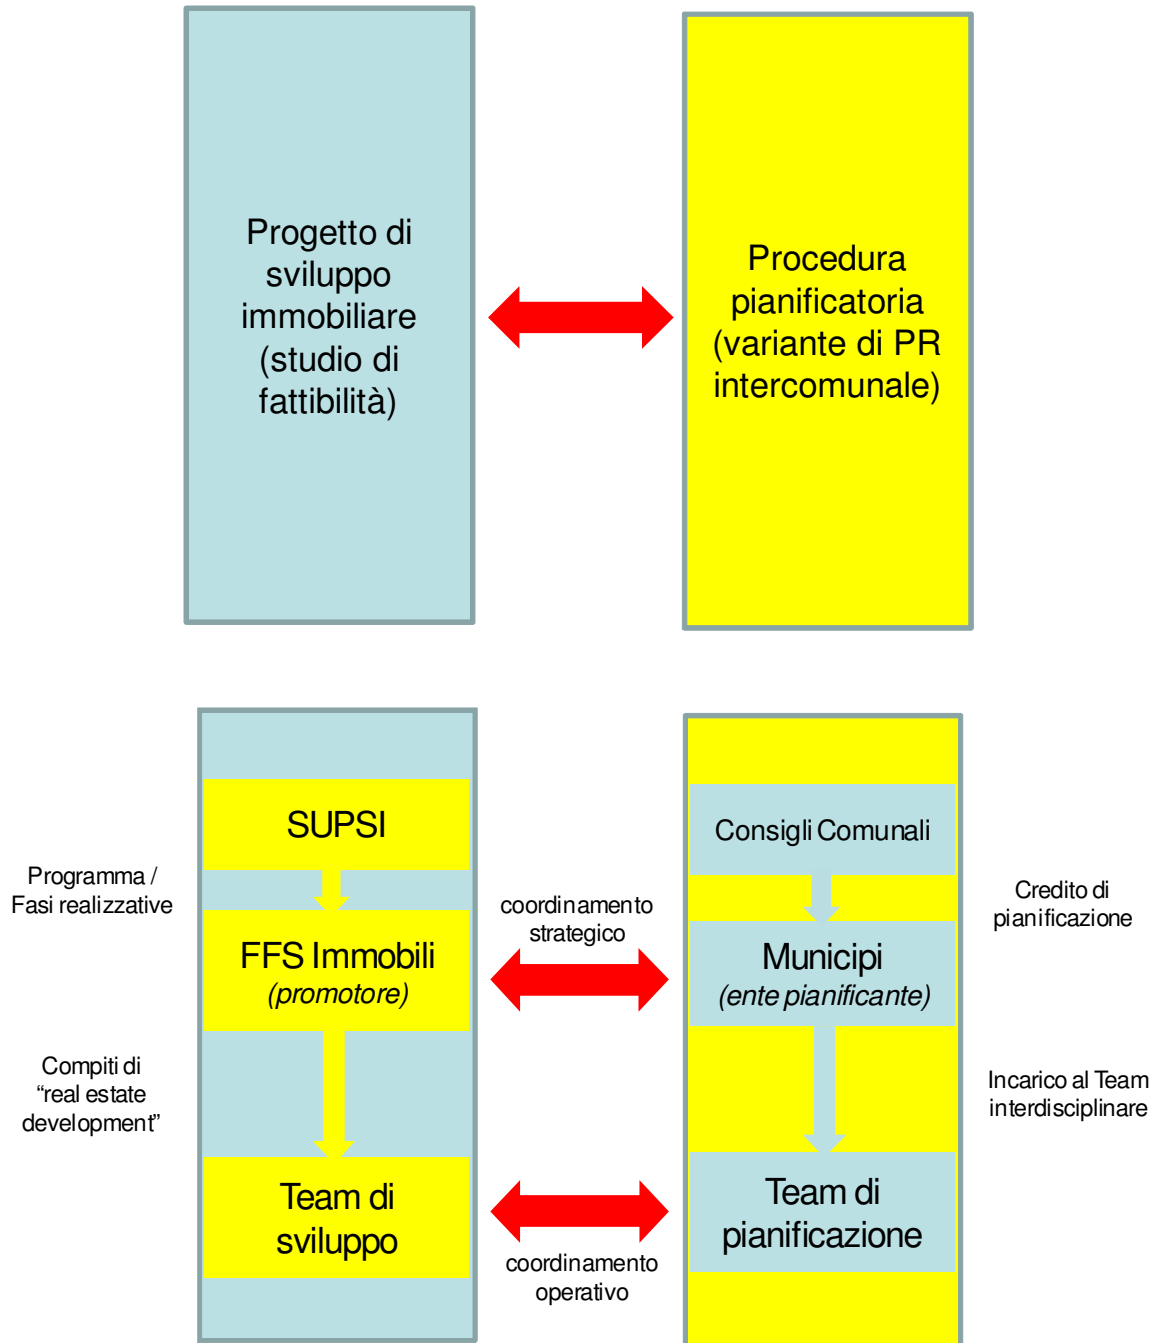 Progetto di
sviluppo
immobiliare
(studio di
fattibilità)
Procedura
pianificatoria
(variante di PR
intercomunale)
SUPSI
Consigli Comunali
Programma /
Fasi realizzative
coordinamento
strategico
Credito di
pianificazione
FFS Immobili
(promotore)
Municipi
(ente pianificante)
Compiti di
“real estate
development”
Incarico al Team
interdisciplinare
Team di
sviluppo
Team di
pianificazione
coordinamento
operativo